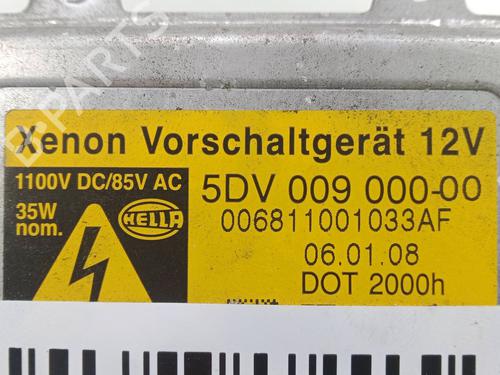 Xenon Vorschaltgerät 12V
1100V DC/85V AC
35W
nom.
HELLA
5DV 009 000-00
006811001033AF
06.01.08
DOT 2000h
B-PARTS